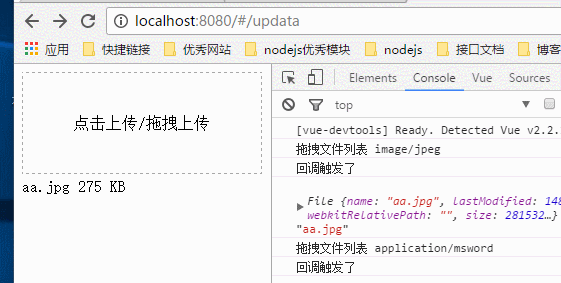 localhost:8080/#/updata
应用 快捷链接 优秀网站 nodejs优秀模块 nodejs 接口文档 博客
点击上传/拖拽上传
aa.jpg 275 KB
Elements Console Vue Sources
top
[vue-devtools] Ready. Detected Vue v2.2.
拖拽文件列表 image/jpeg
回调触发了
File {name: "aa.jpg", lastModified: 148
webkitRelativePath: "", size: 281532…}
"aa.jpg"
拖拽文件列表 application/msword
回调触发了